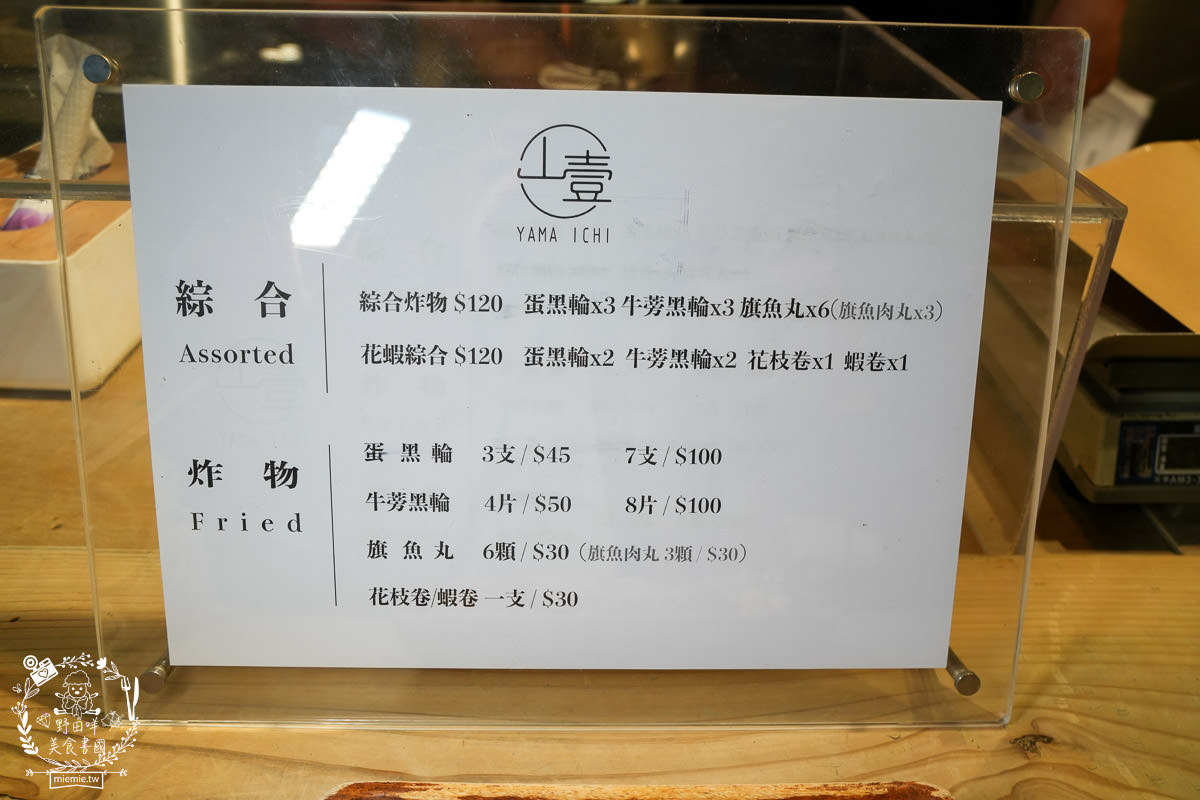 山壹
YAMA ICHI
綜合
Assorted
綜合炸物 $120 蛋黑輪x3 牛蒡黑輪x3 旗魚丸x6(旗魚肉丸x3)
花蝦綜合 $120 蛋黑輪x2 牛蒡黑輪x2 花枝卷x1 蝦卷x1
炸物
Fried
蛋黑輪 3支/$45 7支/$100
牛蒡黑輪 4片/$50 8片/$100
旗魚丸 6顆/$30(旗魚肉丸 3顆/$30)
花枝卷/蝦卷 一支/$30
野田咩
美食書國
miemie.tw